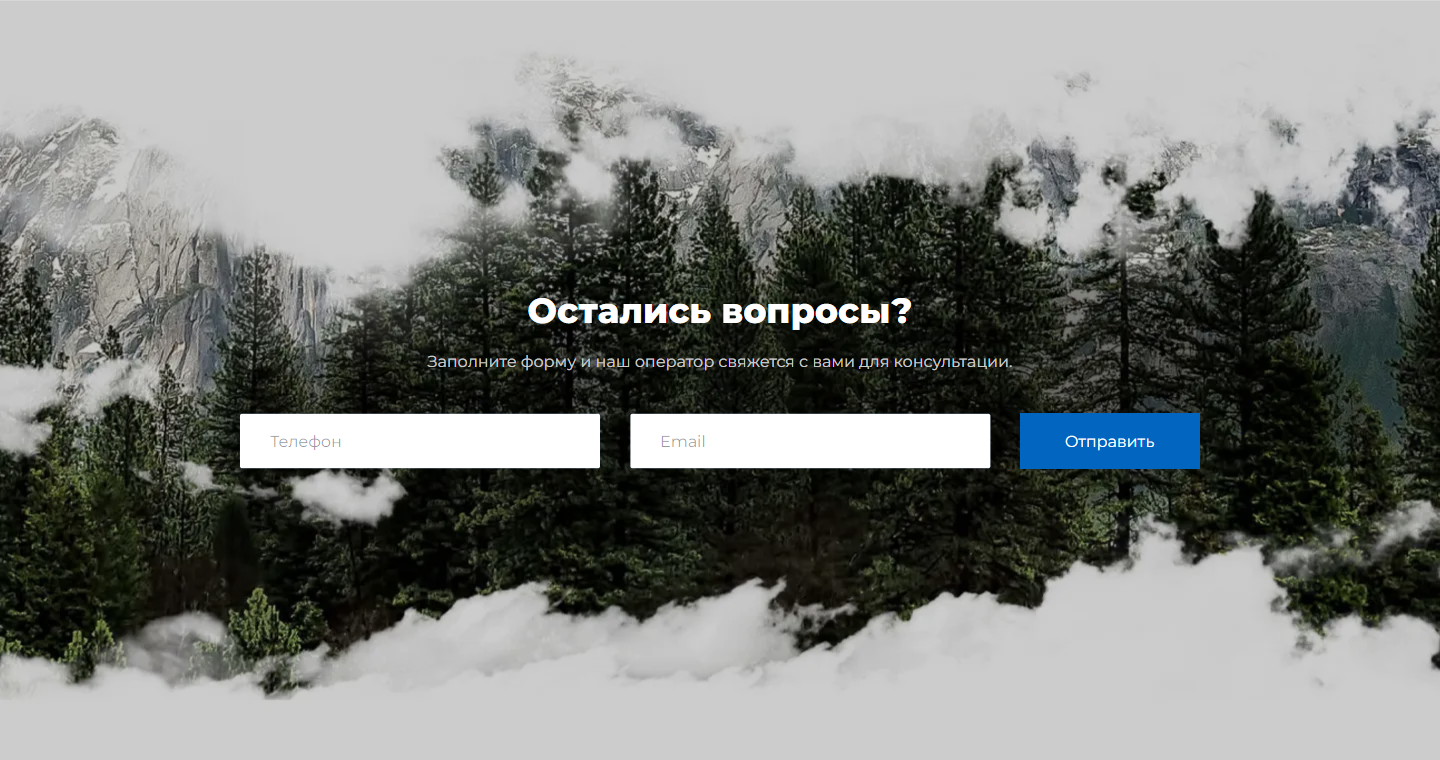 Остались вопросы?
Заполните форму и наш оператор свяжется с вами для консультации.
Телефон
Email
Отправить